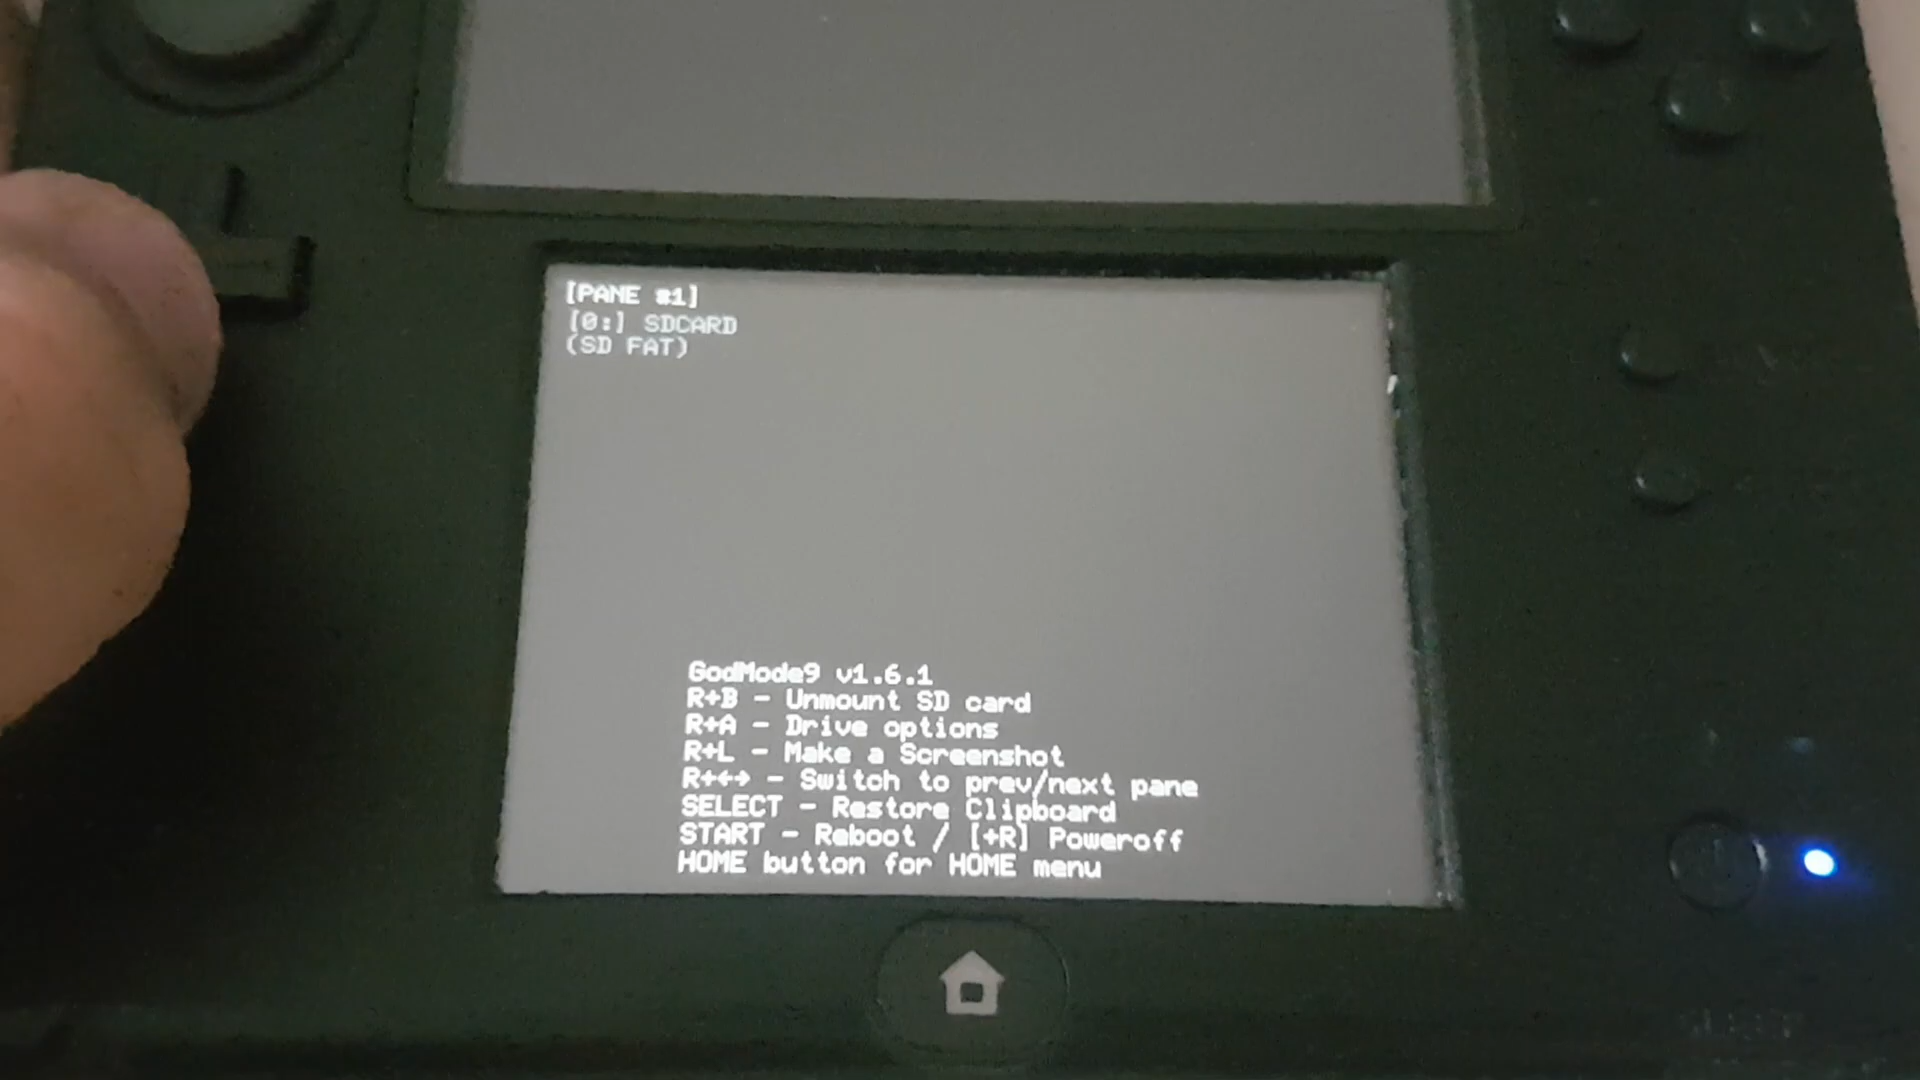 [PANE #1]
[0:] SDCARD
(SD FAT)
GodMode9 v1.6.1
R+B - Unmount SD card
R+A - Drive options
R+L - Make a Screenshot
R+←→ - Switch to prev/next pane
SELECT - Restore Clipboard
START - Reboot / [+R] Poweroff
HOME button for HOME menu